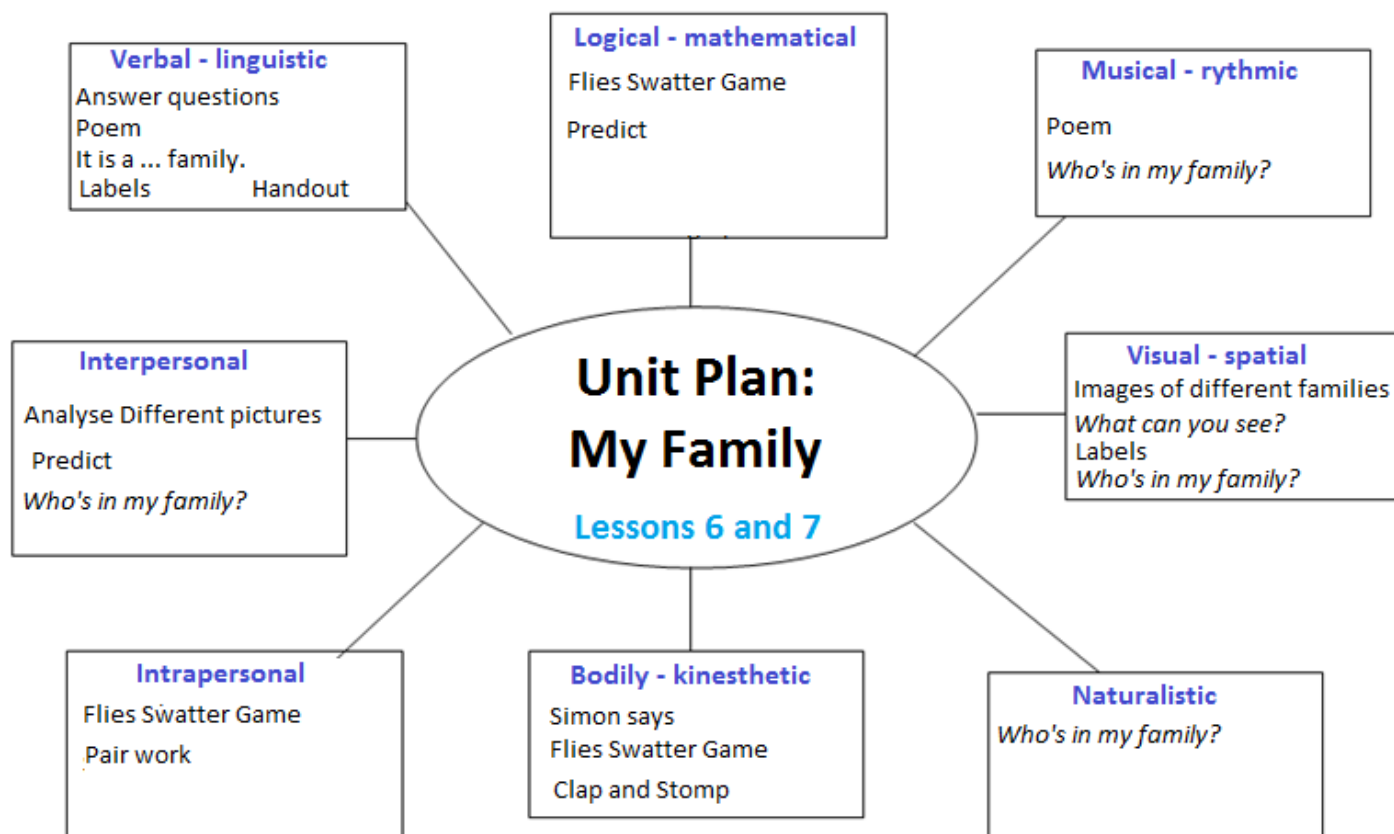 Verbal - linguistic
Answer questions
Poem
It is a ... family.
Labels Handout
Logical - mathematical
Flies Swatter Game
Predict
Musical - rythmic
Poem
Who's in my family?
Interpersonal
Analyse Different pictures
Predict
Who's in my family?
Unit Plan:
My Family
Lessons 6 and 7
Visual - spatial
Images of different families
What can you see?
Labels
Who's in my family?
Intrapersonal
Flies Swatter Game
Pair work
Bodily - kinesthetic
Simon says
Flies Swatter Game
Clap and Stomp
Naturalistic
Who's in my family?